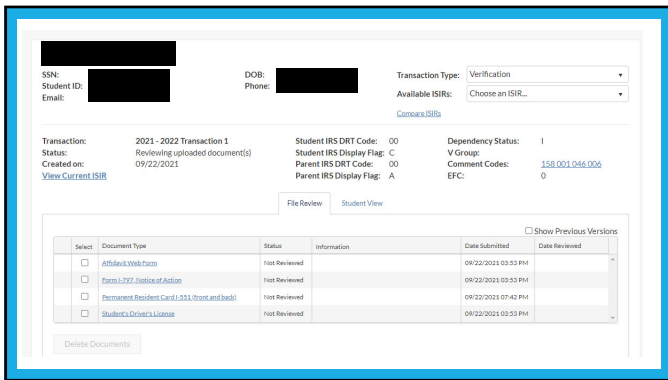 SSN: DOB: Transaction Type: Verification
Student ID: Phone:
Email: Available ISIRs: Choose an ISIR...
Compare ISIRs
Transaction: 2021 - 2022 Transaction 1 Student IRS DRT Code: 00 Dependency Status: I
Status: Reviewing uploaded document(s) Student IRS Display Flag: C V Group:
Created on: 09/22/2021 Parent IRS DRT Code: 00 Comment Codes: 158 001 046 006
View Current ISIR Parent IRS Display Flag: A EFC: 0
File Review Student View
Show Previous Versions
Select Document Type Status Information Date Submitted Date Reviewed
Affidavit Web Form Not Reviewed 09/22/2021 03:53 PM
Form I-797, Notice of Action Not Reviewed 09/22/2021 03:53 PM
Permanent Resident Card I-551 (front and back) Not Reviewed 09/22/2021 07:42 PM
Student's Driver's License Not Reviewed 09/22/2021 03:53 PM
Delete Documents